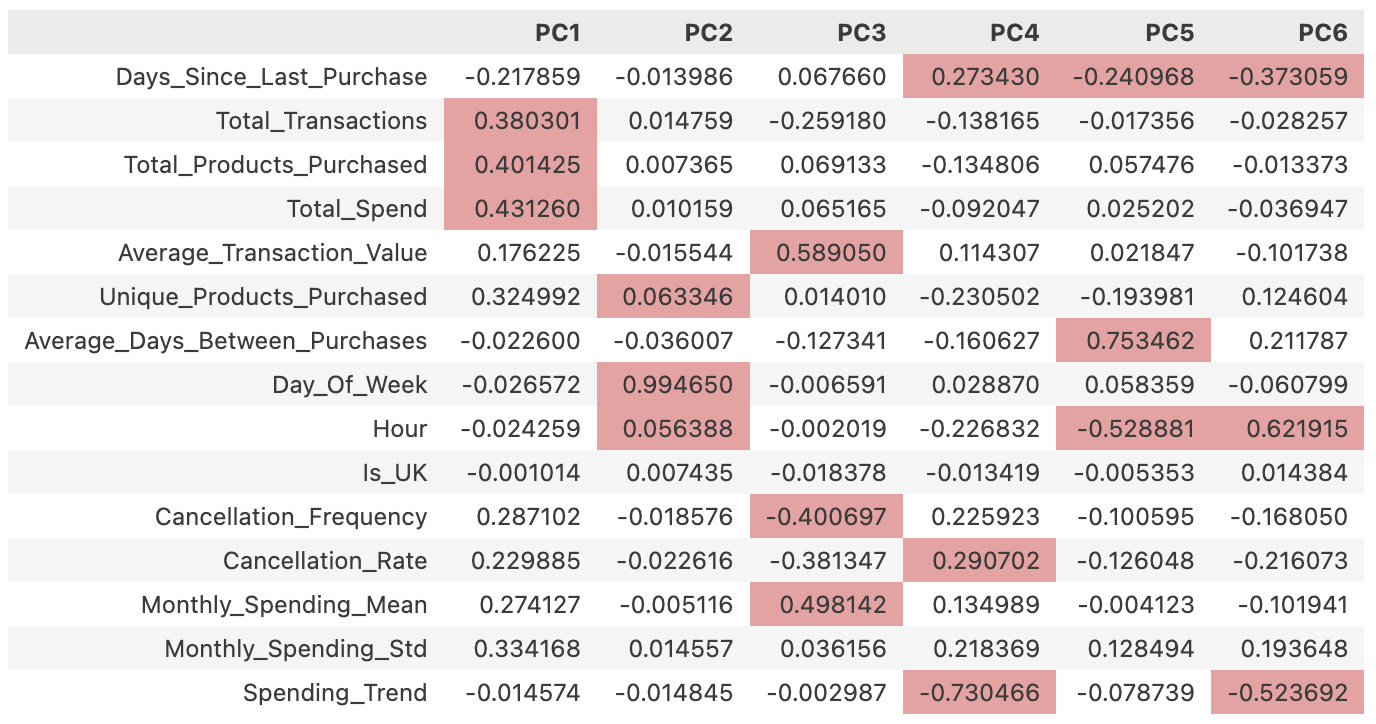 PC1 PC2 PC3 PC4 PC5 PC6
Days_Since_Last_Purchase -0.217859 -0.013986 0.067660 0.273430 -0.240968 -0.373059
Total_Transactions 0.380301 0.014759 -0.259180 -0.138165 -0.017356 -0.028257
Total_Products_Purchased 0.401425 0.007365 0.069133 -0.134806 0.057476 -0.013373
Total_Spend 0.431260 0.010159 0.065165 -0.092047 0.025202 -0.036947
Average_Transaction_Value 0.176225 -0.015544 0.589050 0.114307 0.021847 -0.101738
Unique_Products_Purchased 0.324992 0.063346 0.014010 -0.230502 -0.193981 0.124604
Average_Days_Between_Purchases -0.022600 -0.036007 -0.127341 -0.160627 0.753462 0.211787
Day_Of_Week -0.026572 0.994650 -0.006591 0.028870 0.058359 -0.060799
Hour -0.024259 0.056388 -0.002019 -0.226832 -0.528881 0.621915
Is_UK -0.001014 0.007435 -0.018378 -0.013419 -0.005353 0.014384
Cancellation_Frequency 0.287102 -0.018576 -0.400697 0.225923 -0.100595 -0.168050
Cancellation_Rate 0.229885 -0.022616 -0.381347 0.290702 -0.126048 -0.216073
Monthly_Spending_Mean 0.274127 -0.005116 0.498142 0.134989 -0.004123 -0.101941
Monthly_Spending_Std 0.334168 0.014557 0.036156 0.218369 0.128494 0.193648
Spending_Trend -0.014574 -0.014845 -0.002987 -0.730466 -0.078739 -0.523692